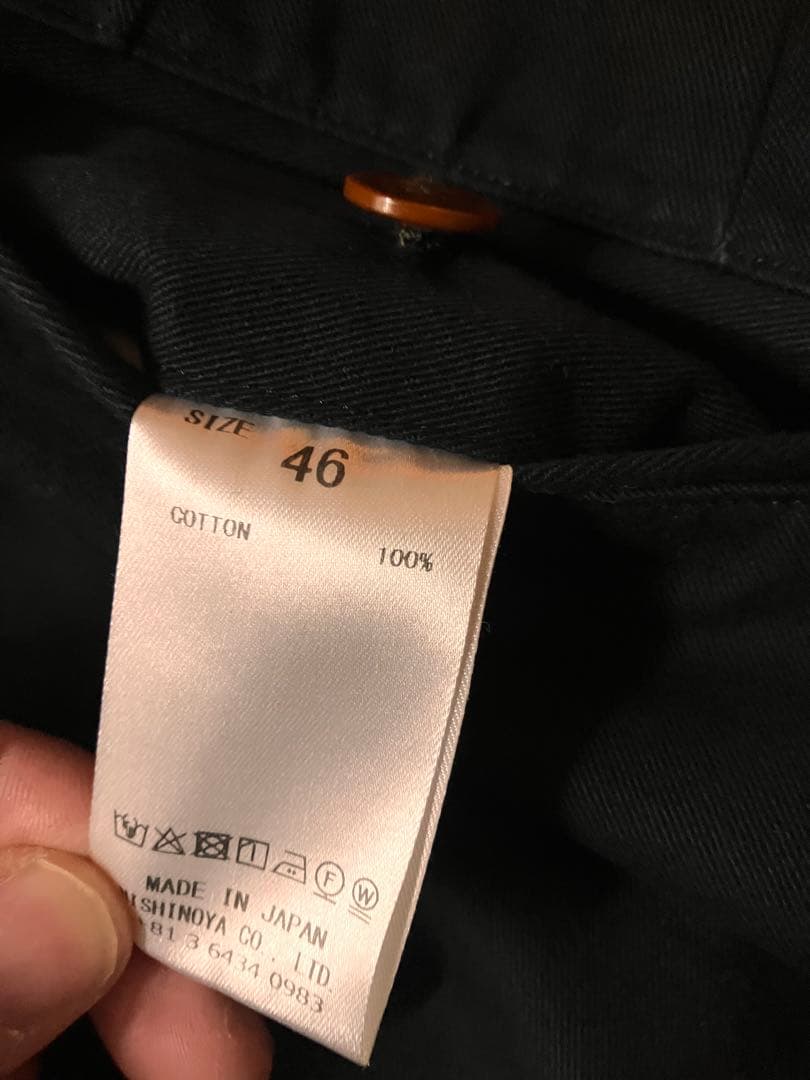 SIZE
46
COTTON
100%
F W
MADE IN JAPAN
ISHINOYA CO., LTD
81 3 6434 0983